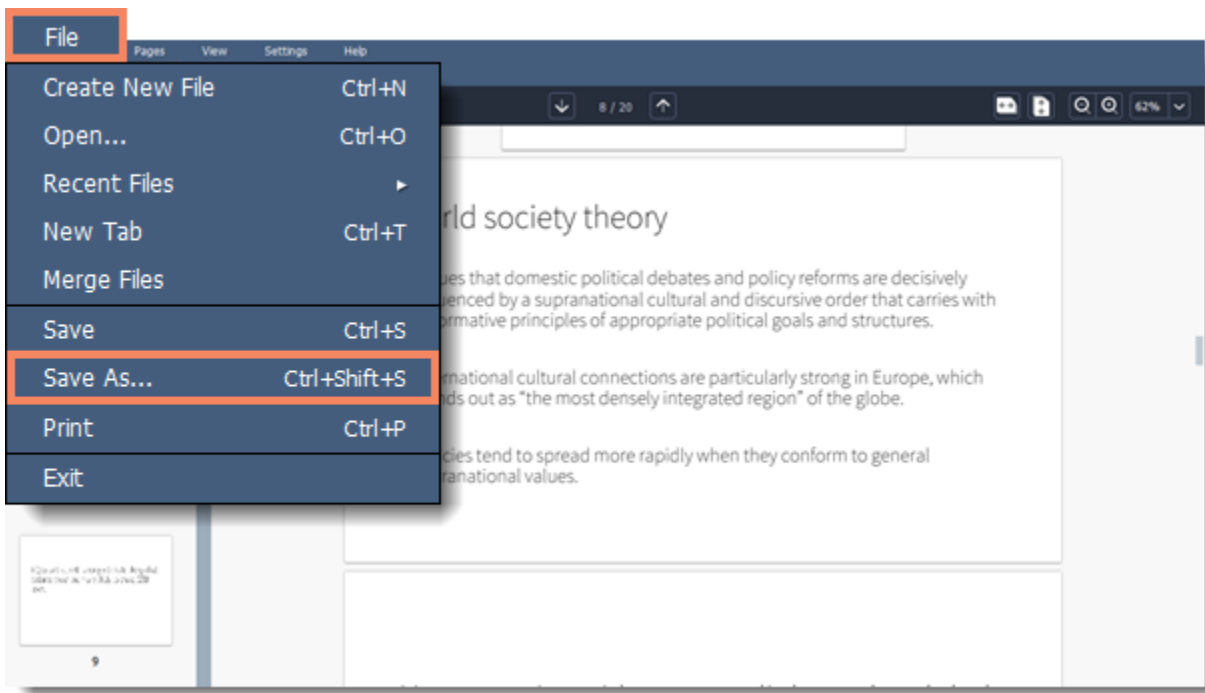 File
Pages View Settings Help
Create New File Ctrl+N
Open... Ctrl+O
Recent Files
New Tab Ctrl+T
Merge Files
Save Ctrl+S
Save As... Ctrl+Shift+S
Print Ctrl+P
Exit
8 / 20
62%
rld society theory
ues that domestic political debates and policy reforms are decisively
uenced by a supranational cultural and discursive order that carries with
ormative principles of appropriate political goals and structures.
rnational cultural connections are particularly strong in Europe, which
nds out as “the most densely integrated region” of the globe.
cies tend to spread more rapidly when they conform to general
ranational values.
9